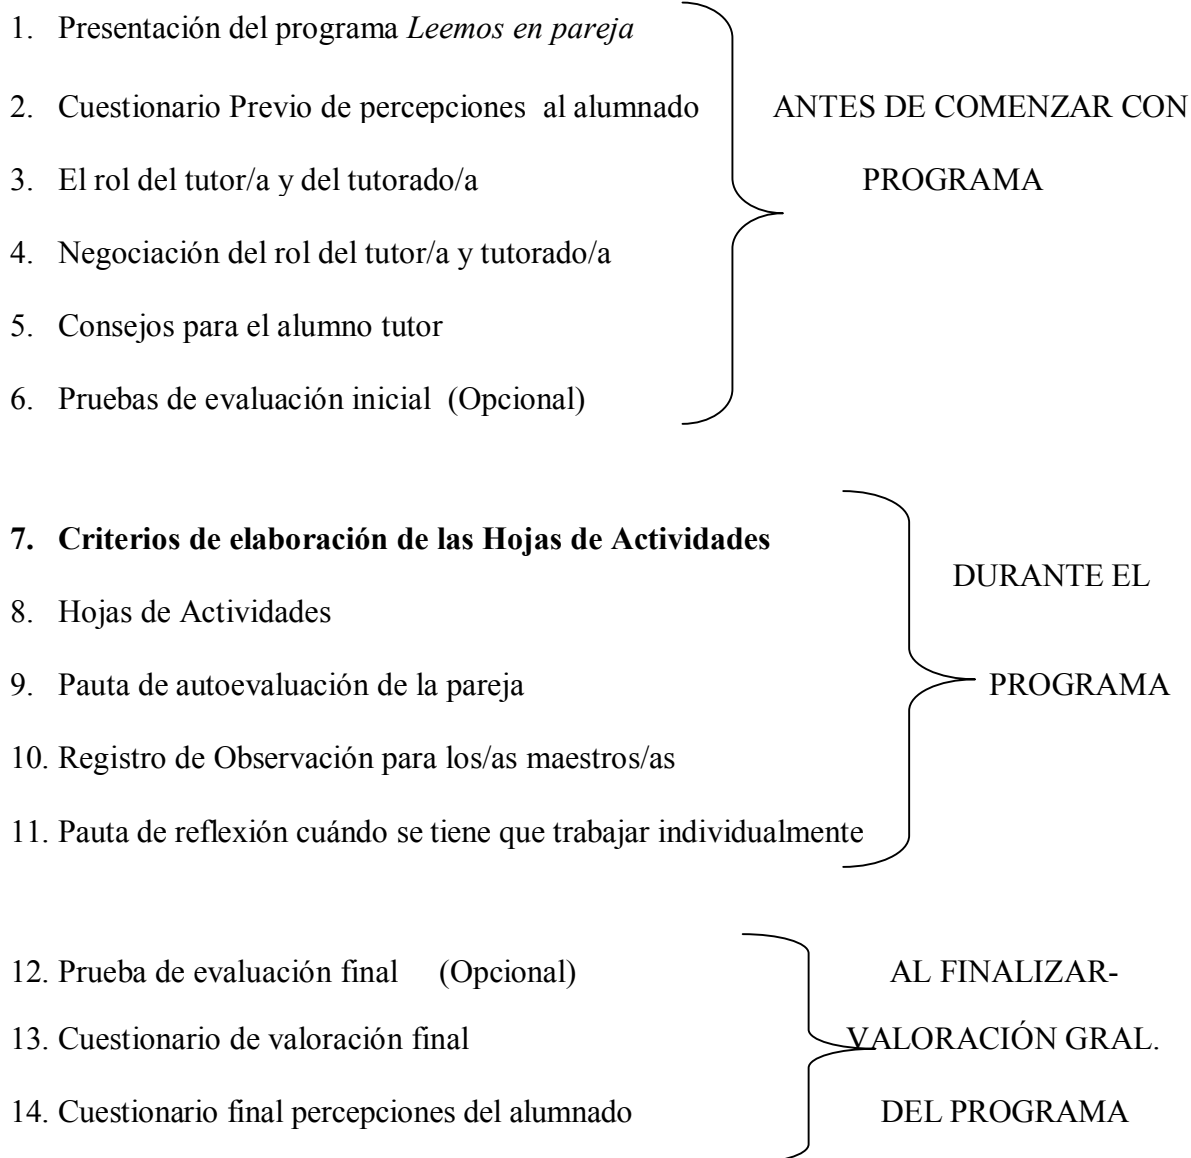 1. Presentación del programa Leemos en pareja
2. Cuestionario Previo de percepciones al alumnado
3. El rol del tutor/a y del tutorado/a
4. Negociación del rol del tutor/a y tutorado/a
5. Consejos para el alumno tutor
6. Pruebas de evaluación inicial (Opcional)
ANTES DE COMENZAR CON
PROGRAMA
7. Criterios de elaboración de las Hojas de Actividades
8. Hojas de Actividades
9. Pauta de autoevaluación de la pareja
10. Registro de Observación para los/as maestros/as
11. Pauta de reflexión cuándo se tiene que trabajar individualmente
DURANTE EL
PROGRAMA
12. Prueba de evaluación final (Opcional)
13. Cuestionario de valoración final
14. Cuestionario final percepciones del alumnado
AL FINALIZAR-
VALORACIÓN GRAL.
DEL PROGRAMA